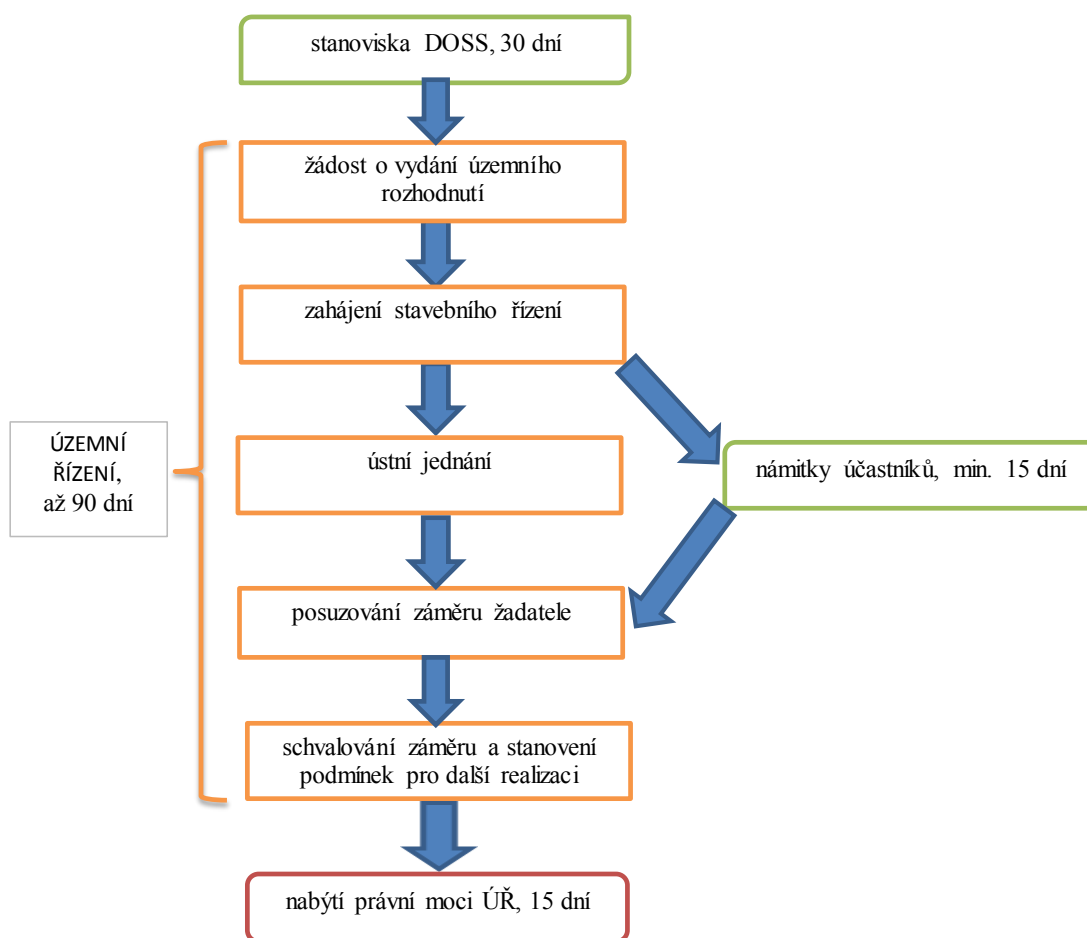 stanoviska DOSS, 30 dní
žádost o vydání územního
rozhodnutí
zahájení stavebního řízení
ÚZEMNÍ
ŘÍZENÍ,
až 90 dní
ústní jednání
námitky účastníků, min. 15 dní
posuzování záměru žadatele
schvalování záměru a stanovení
podmínek pro další realizaci
nabýtí právní moci ÚŘ, 15 dní